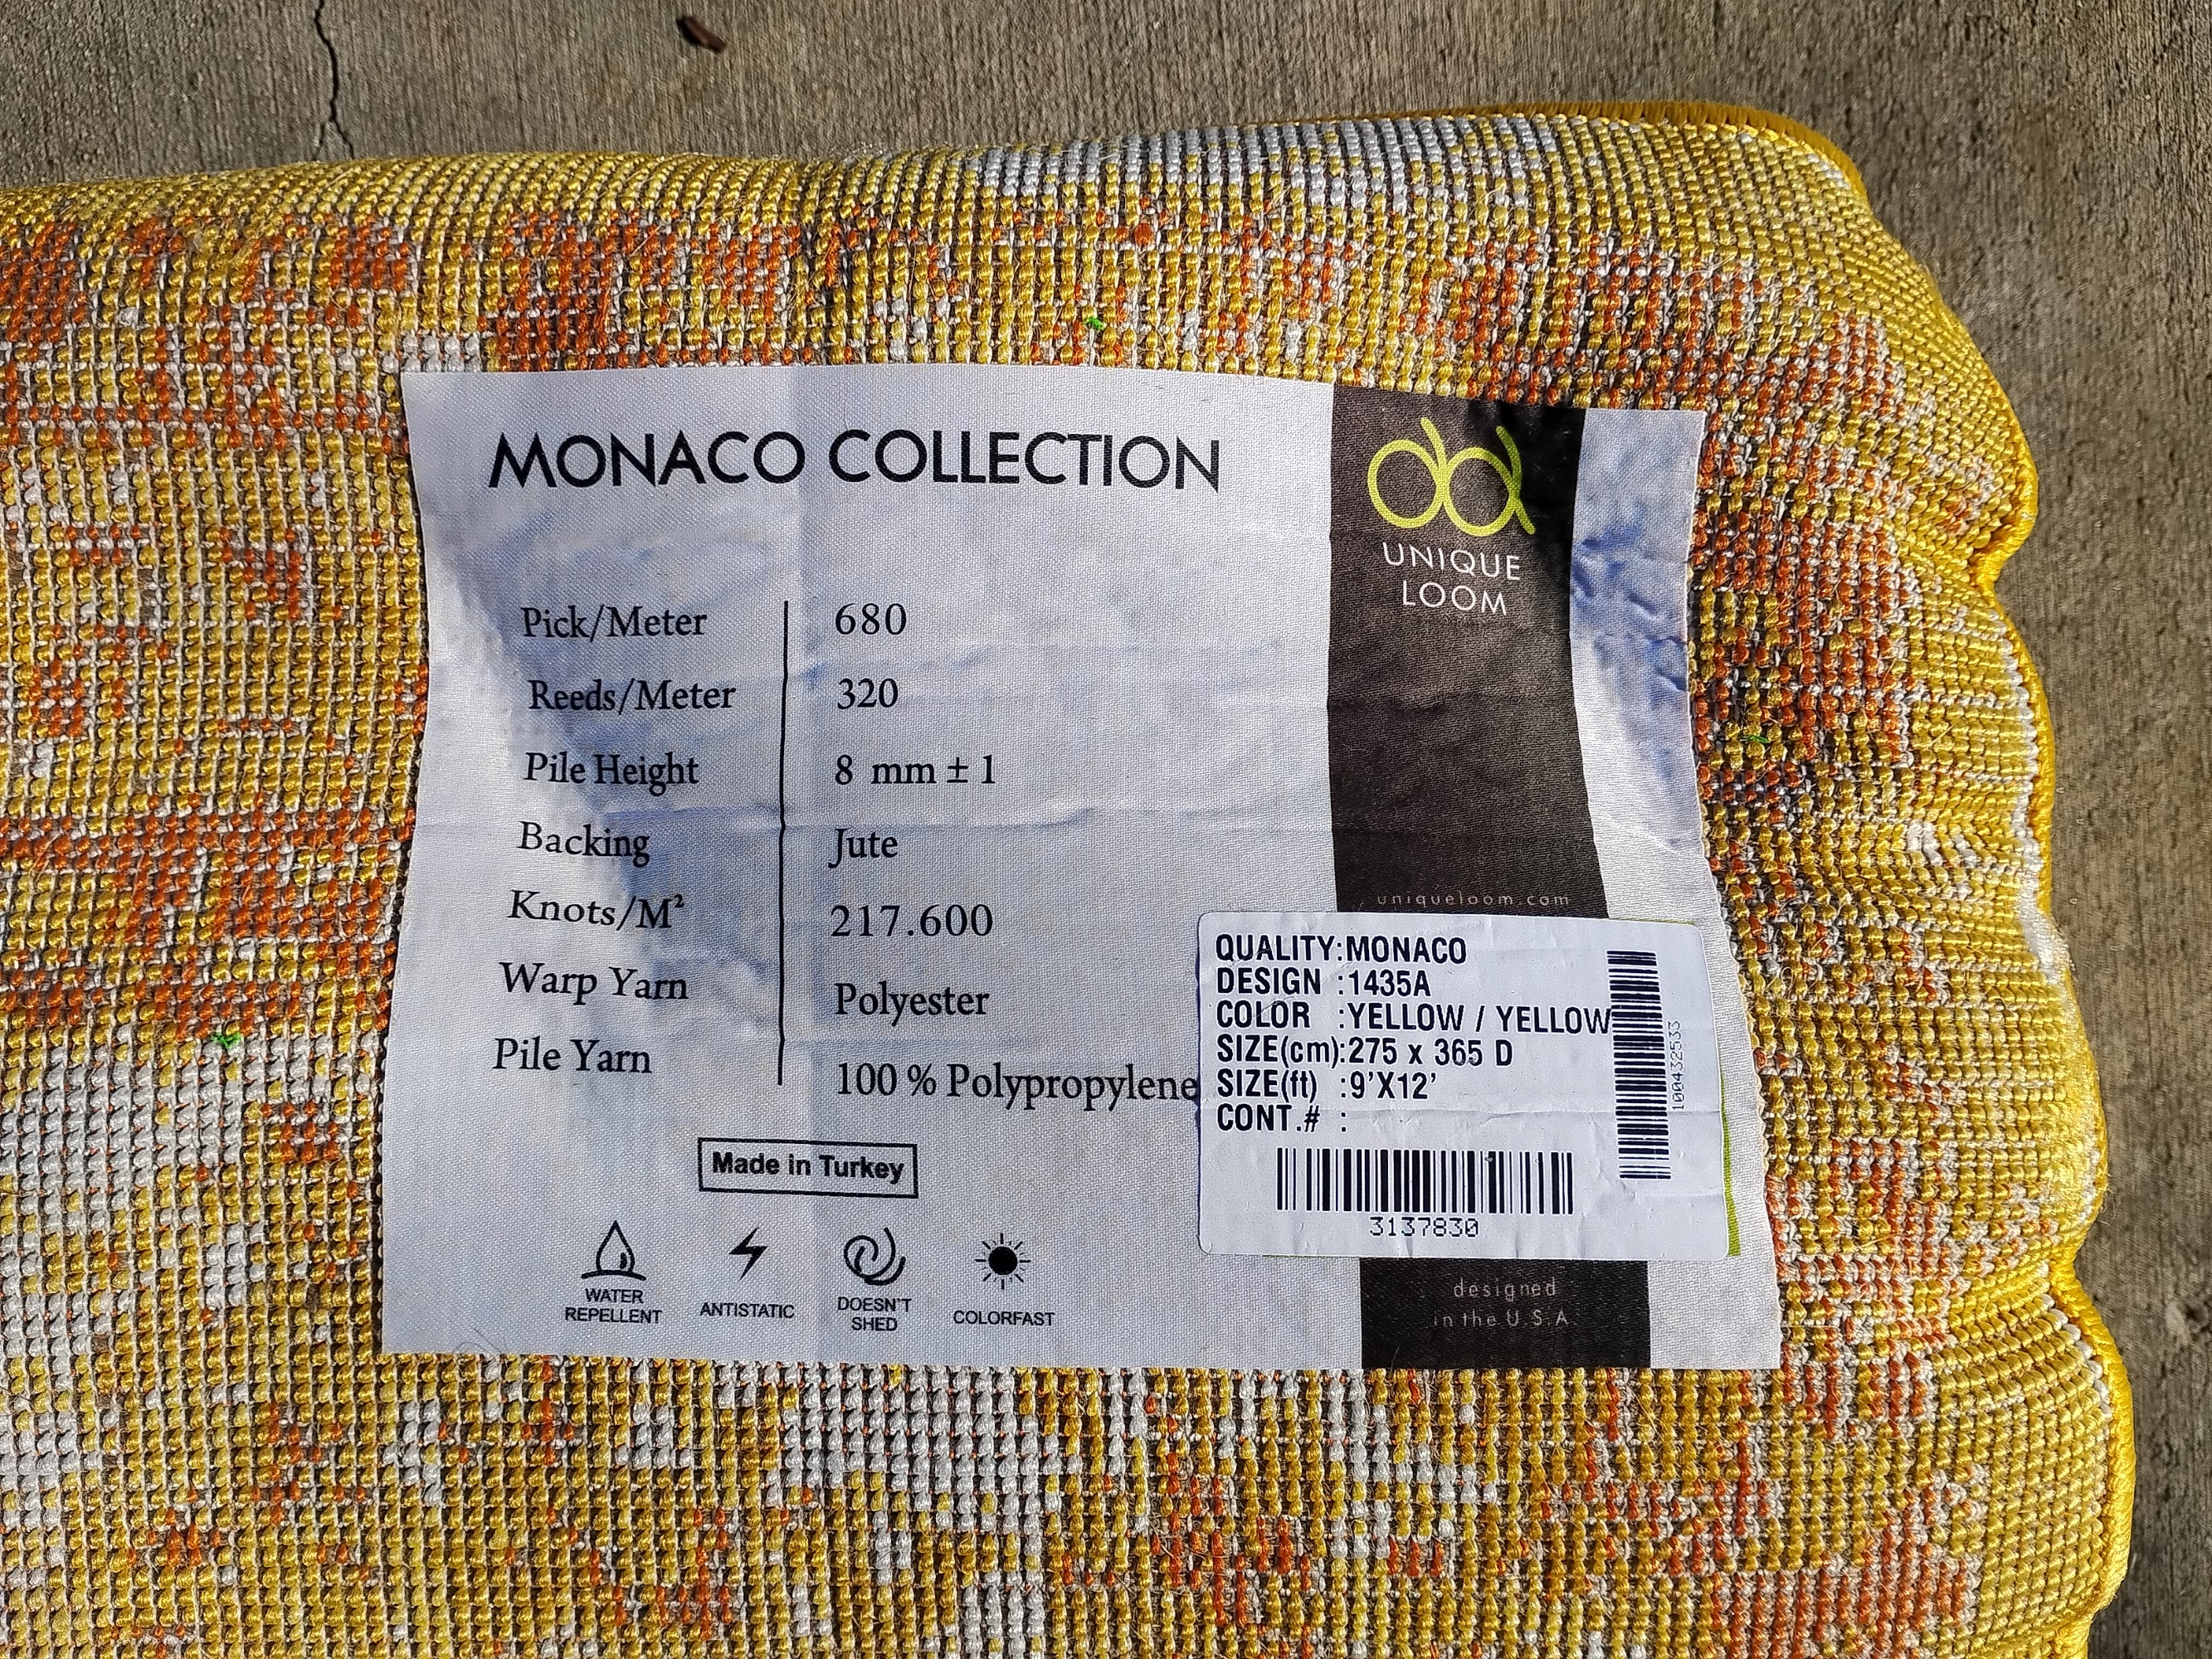 MONACO COLLECTION
UNIQUE
LOOM
Pick/Meter 680
Reeds/Meter 320
Pile Height 8 mm ± 1
Backing Jute
Knots/M² 217.600
Warp Yarn Polyester
Pile Yarn 100 % Polypropylene
Made in Turkey
WATER
REPELLENT
ANTISTATIC
DOESN'T
SHED
COLORFAST
uniqueloom.com
QUALITY:MONACO
DESIGN :1435A
COLOR :YELLOW / YELLOW
SIZE(cm):275 x 365 D
SIZE(ft) :9'X12'
CONT.# :
100432533
3137830
designed
in the U.S.A.